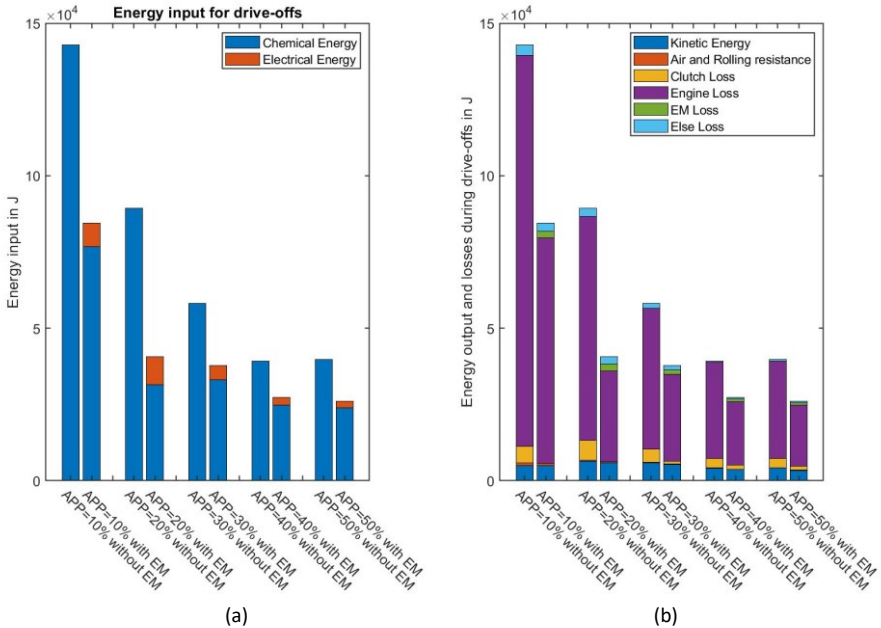 Energy input for drive-offs
×10⁴
15
10
5
0
Energy input in J
Chemical Energy
Electrical Energy
APP=10% without EM
APP=10% with EM
APP=20% without EM
APP=20% with EM
APP=30% without EM
APP=30% with EM
APP=40% without EM
APP=40% with EM
APP=50% without EM
APP=50% with EM
(a)
×10⁴
15
10
5
0
Energy output and losses during drive-offs in J
Kinetic Energy
Air and Rolling resistance
Clutch Loss
Engine Loss
EM Loss
Else Loss
APP=10% without EM
APP=10% with EM
APP=20% without EM
APP=20% with EM
APP=30% without EM
APP=30% with EM
APP=40% without EM
APP=40% with EM
APP=50% without EM
APP=50% with EM
(b)